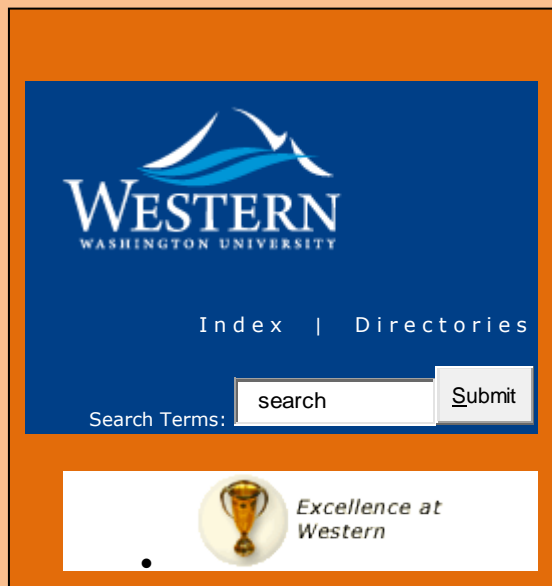 WESTERN
WASHINGTON UNIVERSITY
Index | Directories
Search Terms: search Submit
Excellence at
Western